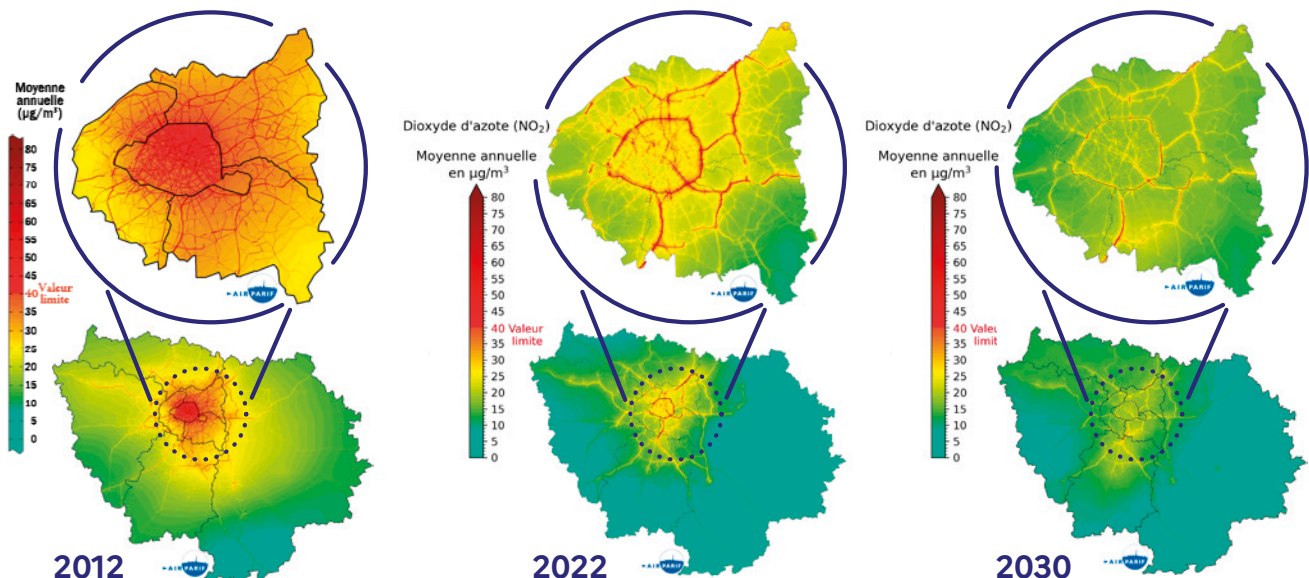 Moyenne
annuelle
(µg/m³)
80
75
70
65
60
55
50
45
40 Valeur
limite
35
30
25
20
15
10
5
0
AIRPARIF
AIRPARIF
2012
Dioxyde d'azote (NO₂)
Moyenne annuelle
en µg/m³
80
75
70
65
60
55
50
45
40 Valeur
limite
35
30
25
20
15
10
5
0
AIRPARIF
AIRPARIF
2022
Dioxyde d'azote (NO₂)
Moyenne annuelle
en µg/m³
80
75
70
65
60
55
50
45
40 Valeu
limit
35
30
25
20
15
10
5
0
AIRPARIF
AIRPARIF
2030